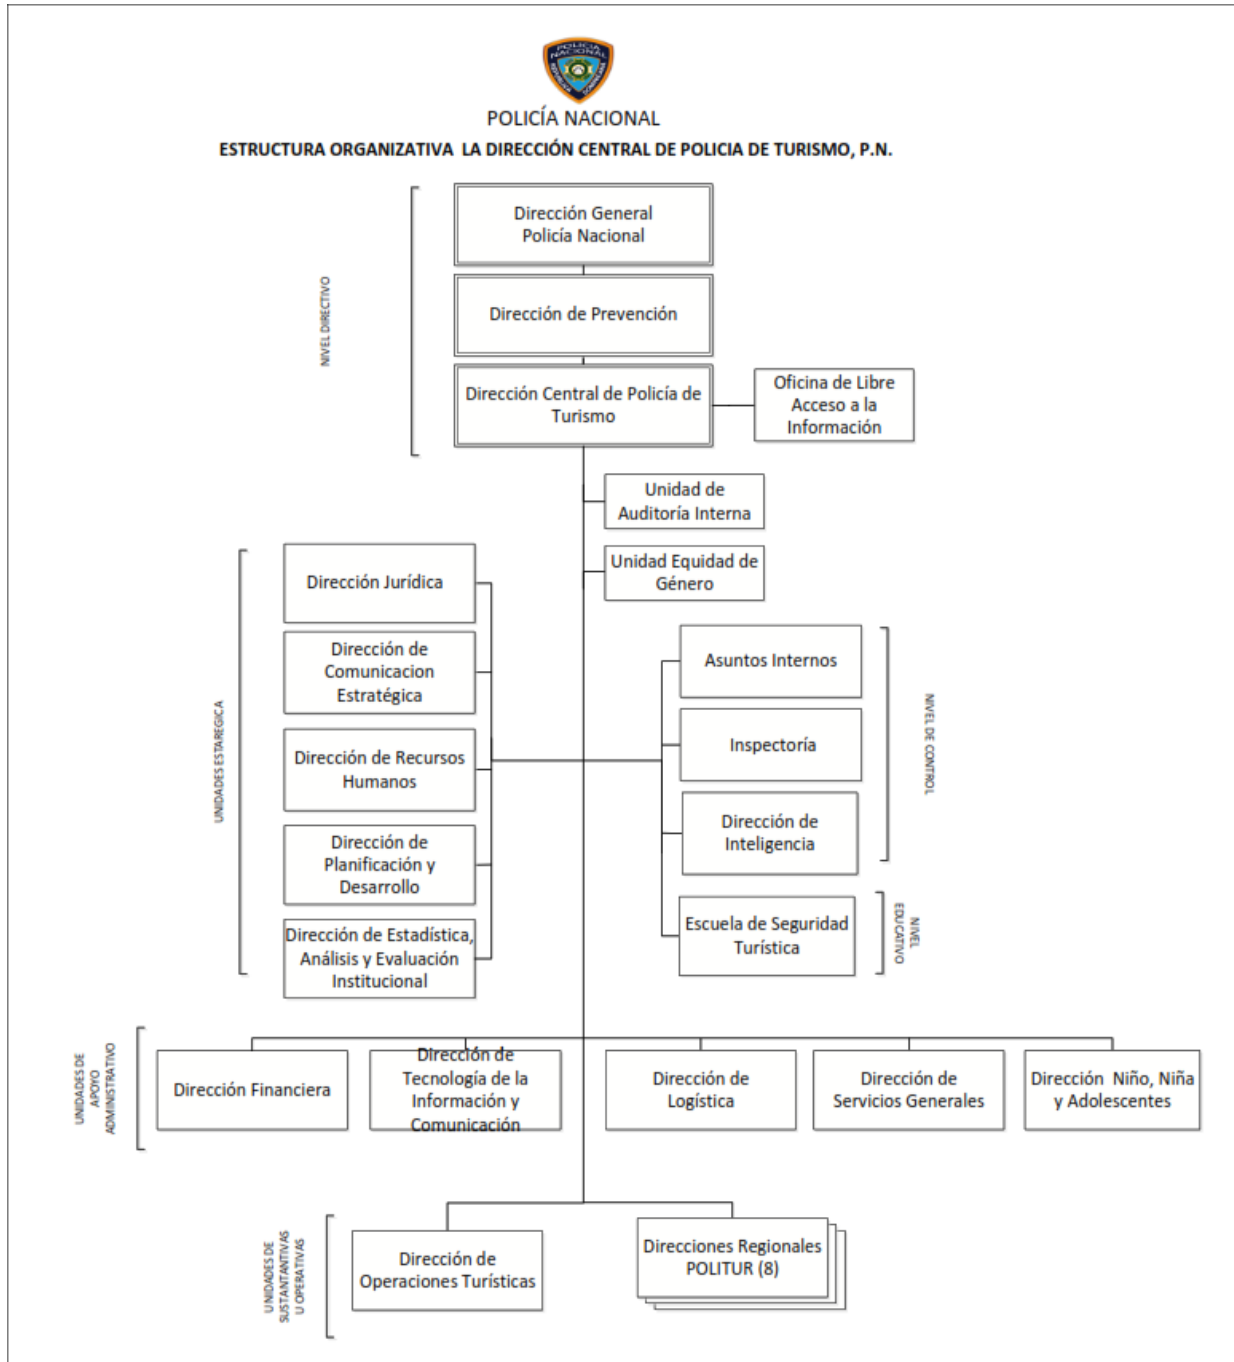 POLICIA
NACIONAL
REPUBLICA
DOMINICANA
POLICÍA NACIONAL
ESTRUCTURA ORGANIZATIVA LA DIRECCIÓN CENTRAL DE POLICIA DE TURISMO, P.N.
NIVEL DIRECTIVO
Dirección General
Policía Nacional
Dirección de Prevención
Dirección Central de Policía de
Turismo
Oficina de Libre
Acceso a la
Información
Unidad de
Auditoría Interna
Unidad Equidad de
Género
UNIDADES ESTAREGICA
Dirección Jurídica
Dirección de
Comunicacion
Estratégica
Dirección de Recursos
Humanos
Dirección de
Planificación y
Desarrollo
Dirección de Estadística,
Análisis y Evaluación
Institucional
Asuntos Internos
Inspectoría
Dirección de
Inteligencia
NIVEL DE CONTROL
Escuela de Seguridad
Turística
NIVEL
EDUCATIVO
UNIDADES DE
APOYO
ADMINISTRATIVO
Dirección Financiera
Dirección de
Tecnología de la
Información y
Comunicación
Dirección de
Logística
Dirección de
Servicios Generales
Dirección Niño, Niña
y Adolescentes
UNIDADES DE
SUSTANTANTIVAS
U OPERATIVAS
Dirección de
Operaciones Turísticas
Direcciones Regionales
POLITUR (8)